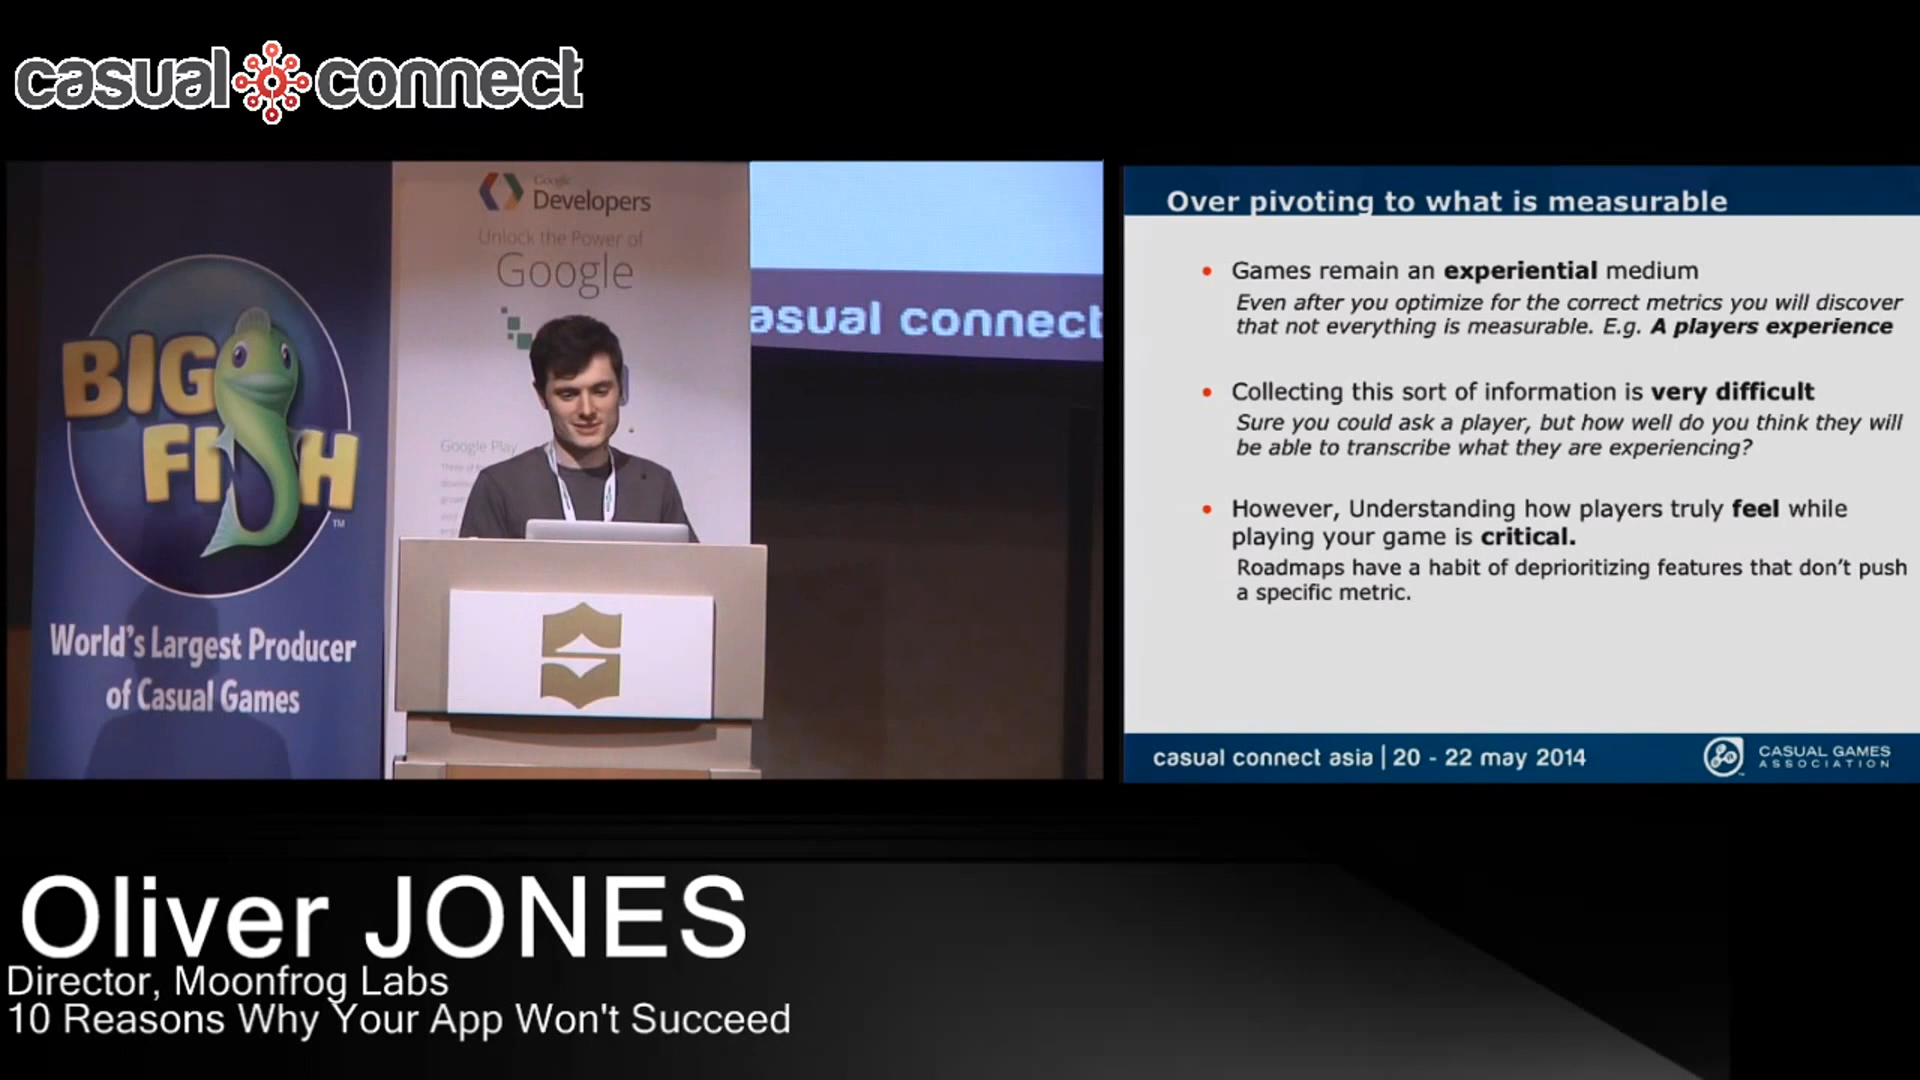 casual connect
BIG
FISH
™
World's Largest Producer
of Casual Games
Google
Developers
Unlock the Power of
Google
Google Play
asual connect
Over pivoting to what is measurable
• Games remain an experiential medium
Even after you optimize for the correct metrics you will discover
that not everything is measurable. E.g. A players experience
• Collecting this sort of information is very difficult
Sure you could ask a player, but how well do you think they will
be able to transcribe what they are experiencing?
• However, Understanding how players truly feel while
playing your game is critical.
Roadmaps have a habit of deprioritizing features that don't push
a specific metric.
casual connect asia | 20 - 22 may 2014
CASUAL GAMES
ASSOCIATION
Oliver JONES
Director, Moonfrog Labs
10 Reasons Why Your App Won't Succeed